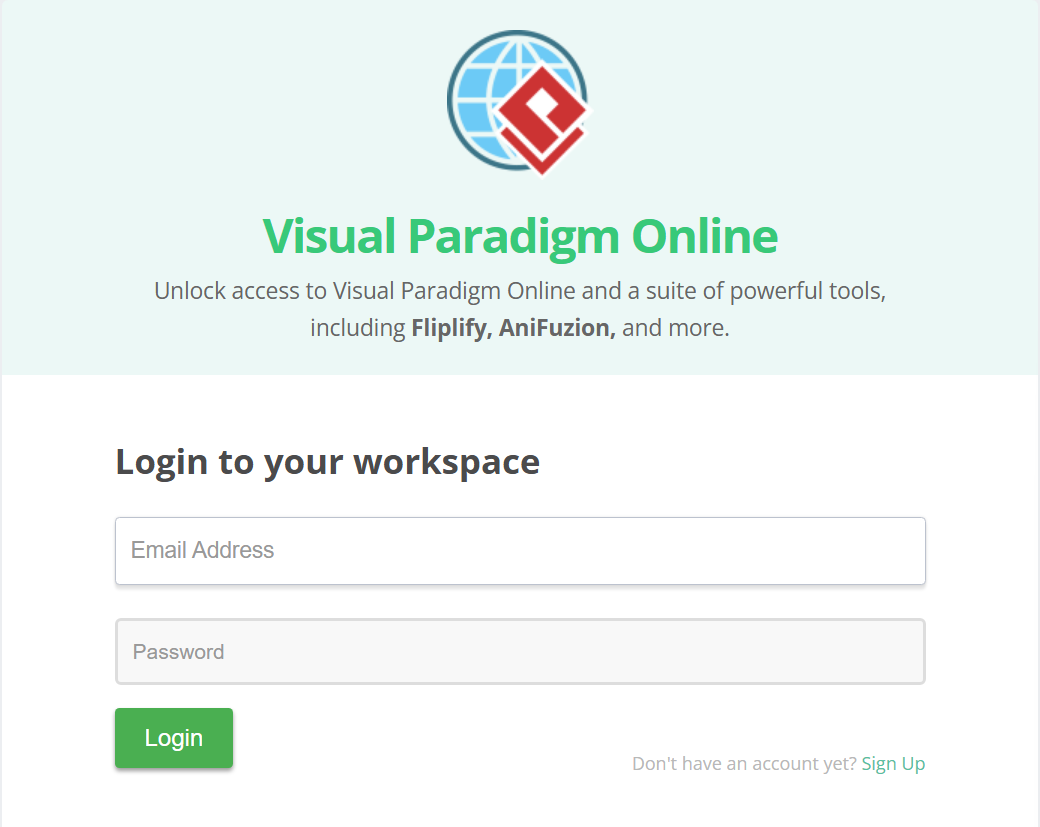 Visual Paradigm Online
Unlock access to Visual Paradigm Online and a suite of powerful tools,
including Fliplify, AniFuzion, and more.
Login to your workspace
Email Address
Password
Login
Don't have an account yet? Sign Up